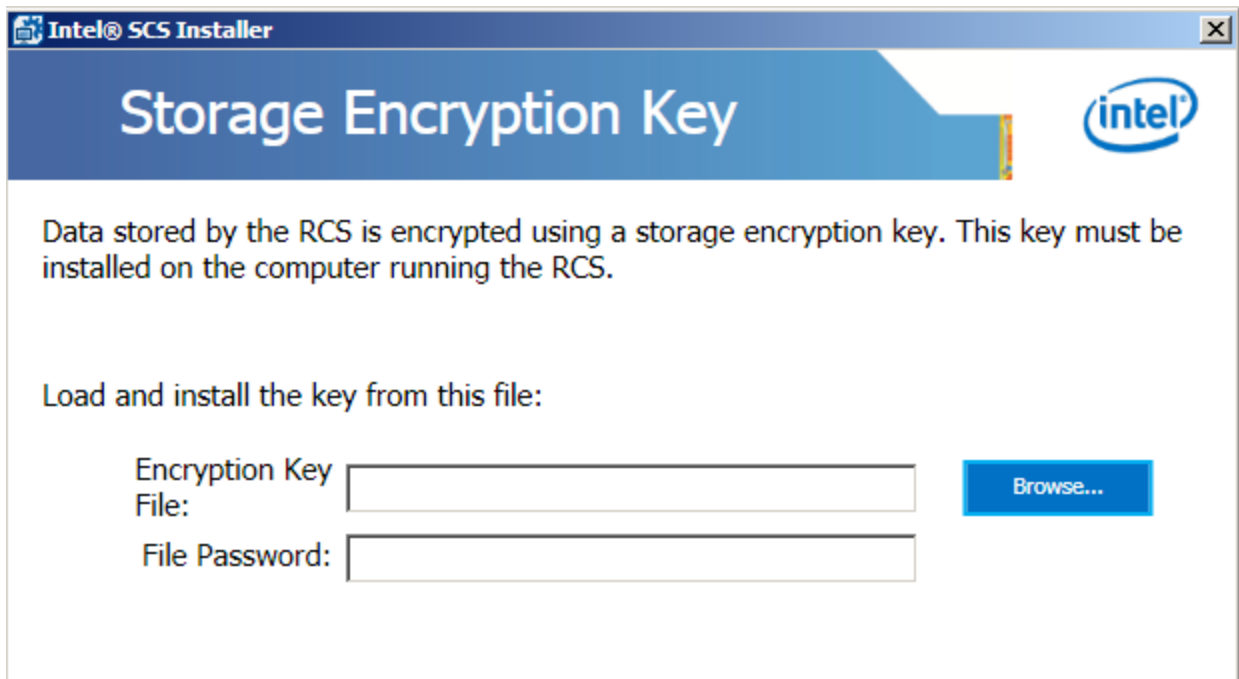 Intel® SCS Installer
Storage Encryption Key
intel®
Data stored by the RCS is encrypted using a storage encryption key. This key must be
installed on the computer running the RCS.
Load and install the key from this file:
Encryption Key
File:
Browse...
File Password: